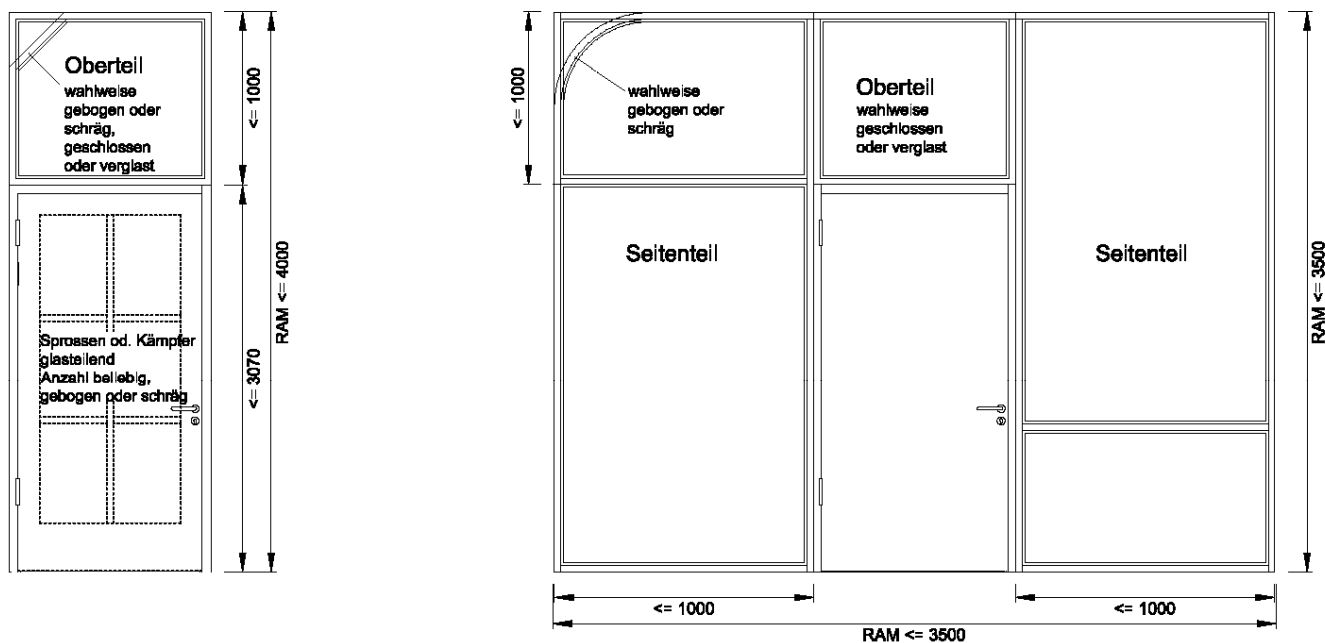 Oberteil
wahlweise
gebogen oder
schräg,
geschlossen
oder verglast
<= 1000
Sprossen od. Kämpfer
glasteilend
Anzahl beliebig,
gebogen oder schräg
<= 3070
RAM <= 4000
<= 1000
wahlweise
gebogen oder
schräg
Oberteil
wahlweise
geschlossen
oder verglast
Seitenteil
Seitenteil
RAM <= 3500
<= 1000
<= 1000
RAM <= 3500